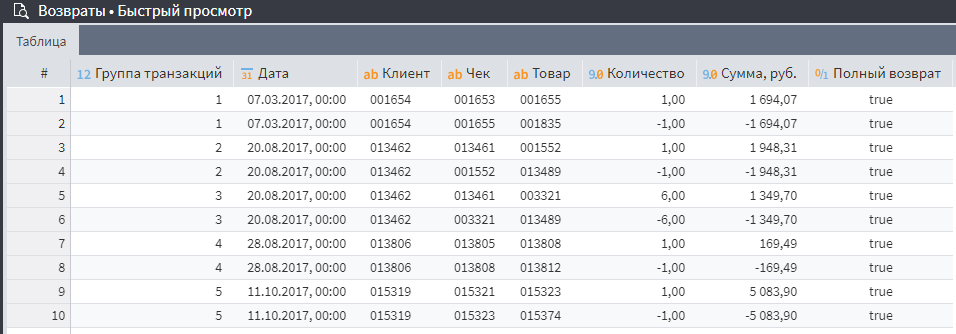 Возвраты • Быстрый просмотр
Таблица
# 12 Группа транзакций 31 Дата ab Клиент ab Чек ab Товар 9.0 Количество 9.0 Сумма, руб. 0/1 Полный возврат
1 1 07.03.2017, 00:00 001654 001653 001655 1,00 1 694,07 true
2 1 07.03.2017, 00:00 001654 001655 001835 -1,00 -1 694,07 true
3 2 20.08.2017, 00:00 013462 013461 001552 1,00 1 948,31 true
4 2 20.08.2017, 00:00 013462 001552 013489 -1,00 -1 948,31 true
5 3 20.08.2017, 00:00 013462 013461 003321 6,00 1 349,70 true
6 3 20.08.2017, 00:00 013462 003321 013489 -6,00 -1 349,70 true
7 4 28.08.2017, 00:00 013806 013805 013808 1,00 169,49 true
8 4 28.08.2017, 00:00 013806 013808 013812 -1,00 -169,49 true
9 5 11.10.2017, 00:00 015319 015321 015323 1,00 5 083,90 true
10 5 11.10.2017, 00:00 015319 015323 015374 -1,00 -5 083,90 true